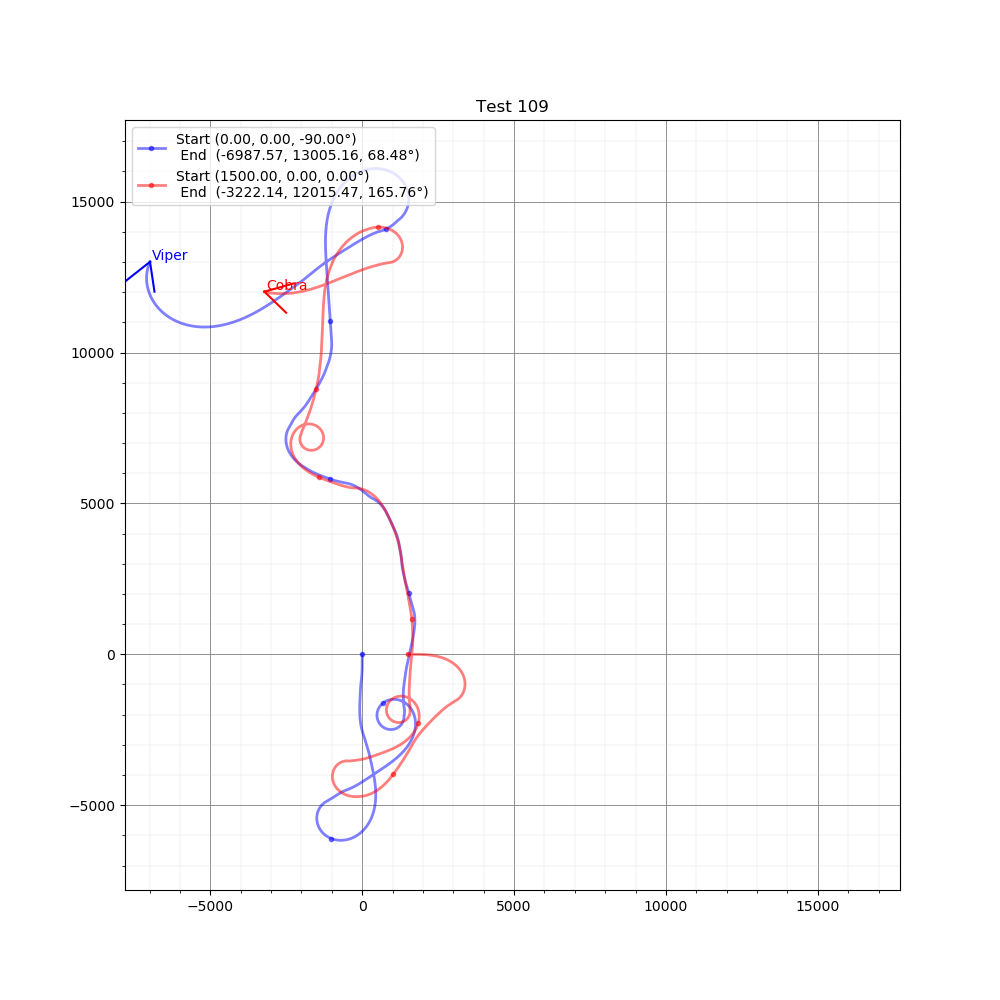 Test 109
Start (0.00, 0.00, -90.00°)
End (-6987.57, 13005.16, 68.48°)
Start (1500.00, 0.00, 0.00°)
End (-3222.14, 12015.47, 165.76°)
15000
Viper
Cobra
10000
5000
0
−5000
−5000
0
5000
10000
15000